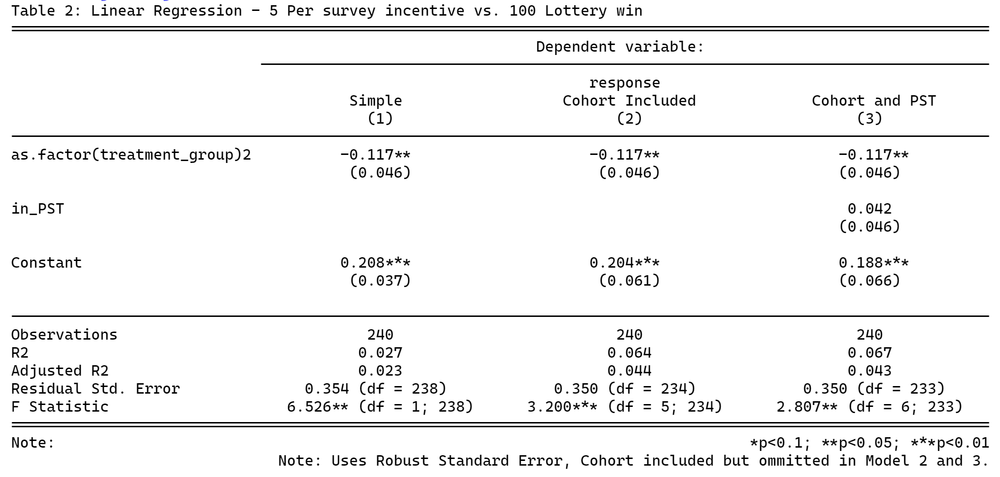 Table 2: Linear Regression − 5 Per survey incentive vs. 100 Lottery win
Dependent variable:
response
Simple Cohort Included Cohort and PST
(1) (2) (3)
as.factor(treatment_group)2 −0.117** −0.117** −0.117**
(0.046) (0.046) (0.046)
in_PST 0.042
(0.046)
Constant 0.208*** 0.204*** 0.188***
(0.037) (0.061) (0.066)
Observations 240 240 240
R2 0.027 0.064 0.067
Adjusted R2 0.023 0.044 0.043
Residual Std. Error 0.354 (df = 238) 0.350 (df = 234) 0.350 (df = 233)
F Statistic 6.526** (df = 1; 238) 3.200*** (df = 5; 234) 2.807** (df = 6; 233)
Note: *p<0.1; **p<0.05; ***p<0.01
Note: Uses Robust Standard Error, Cohort included but ommitted in Model 2 and 3.